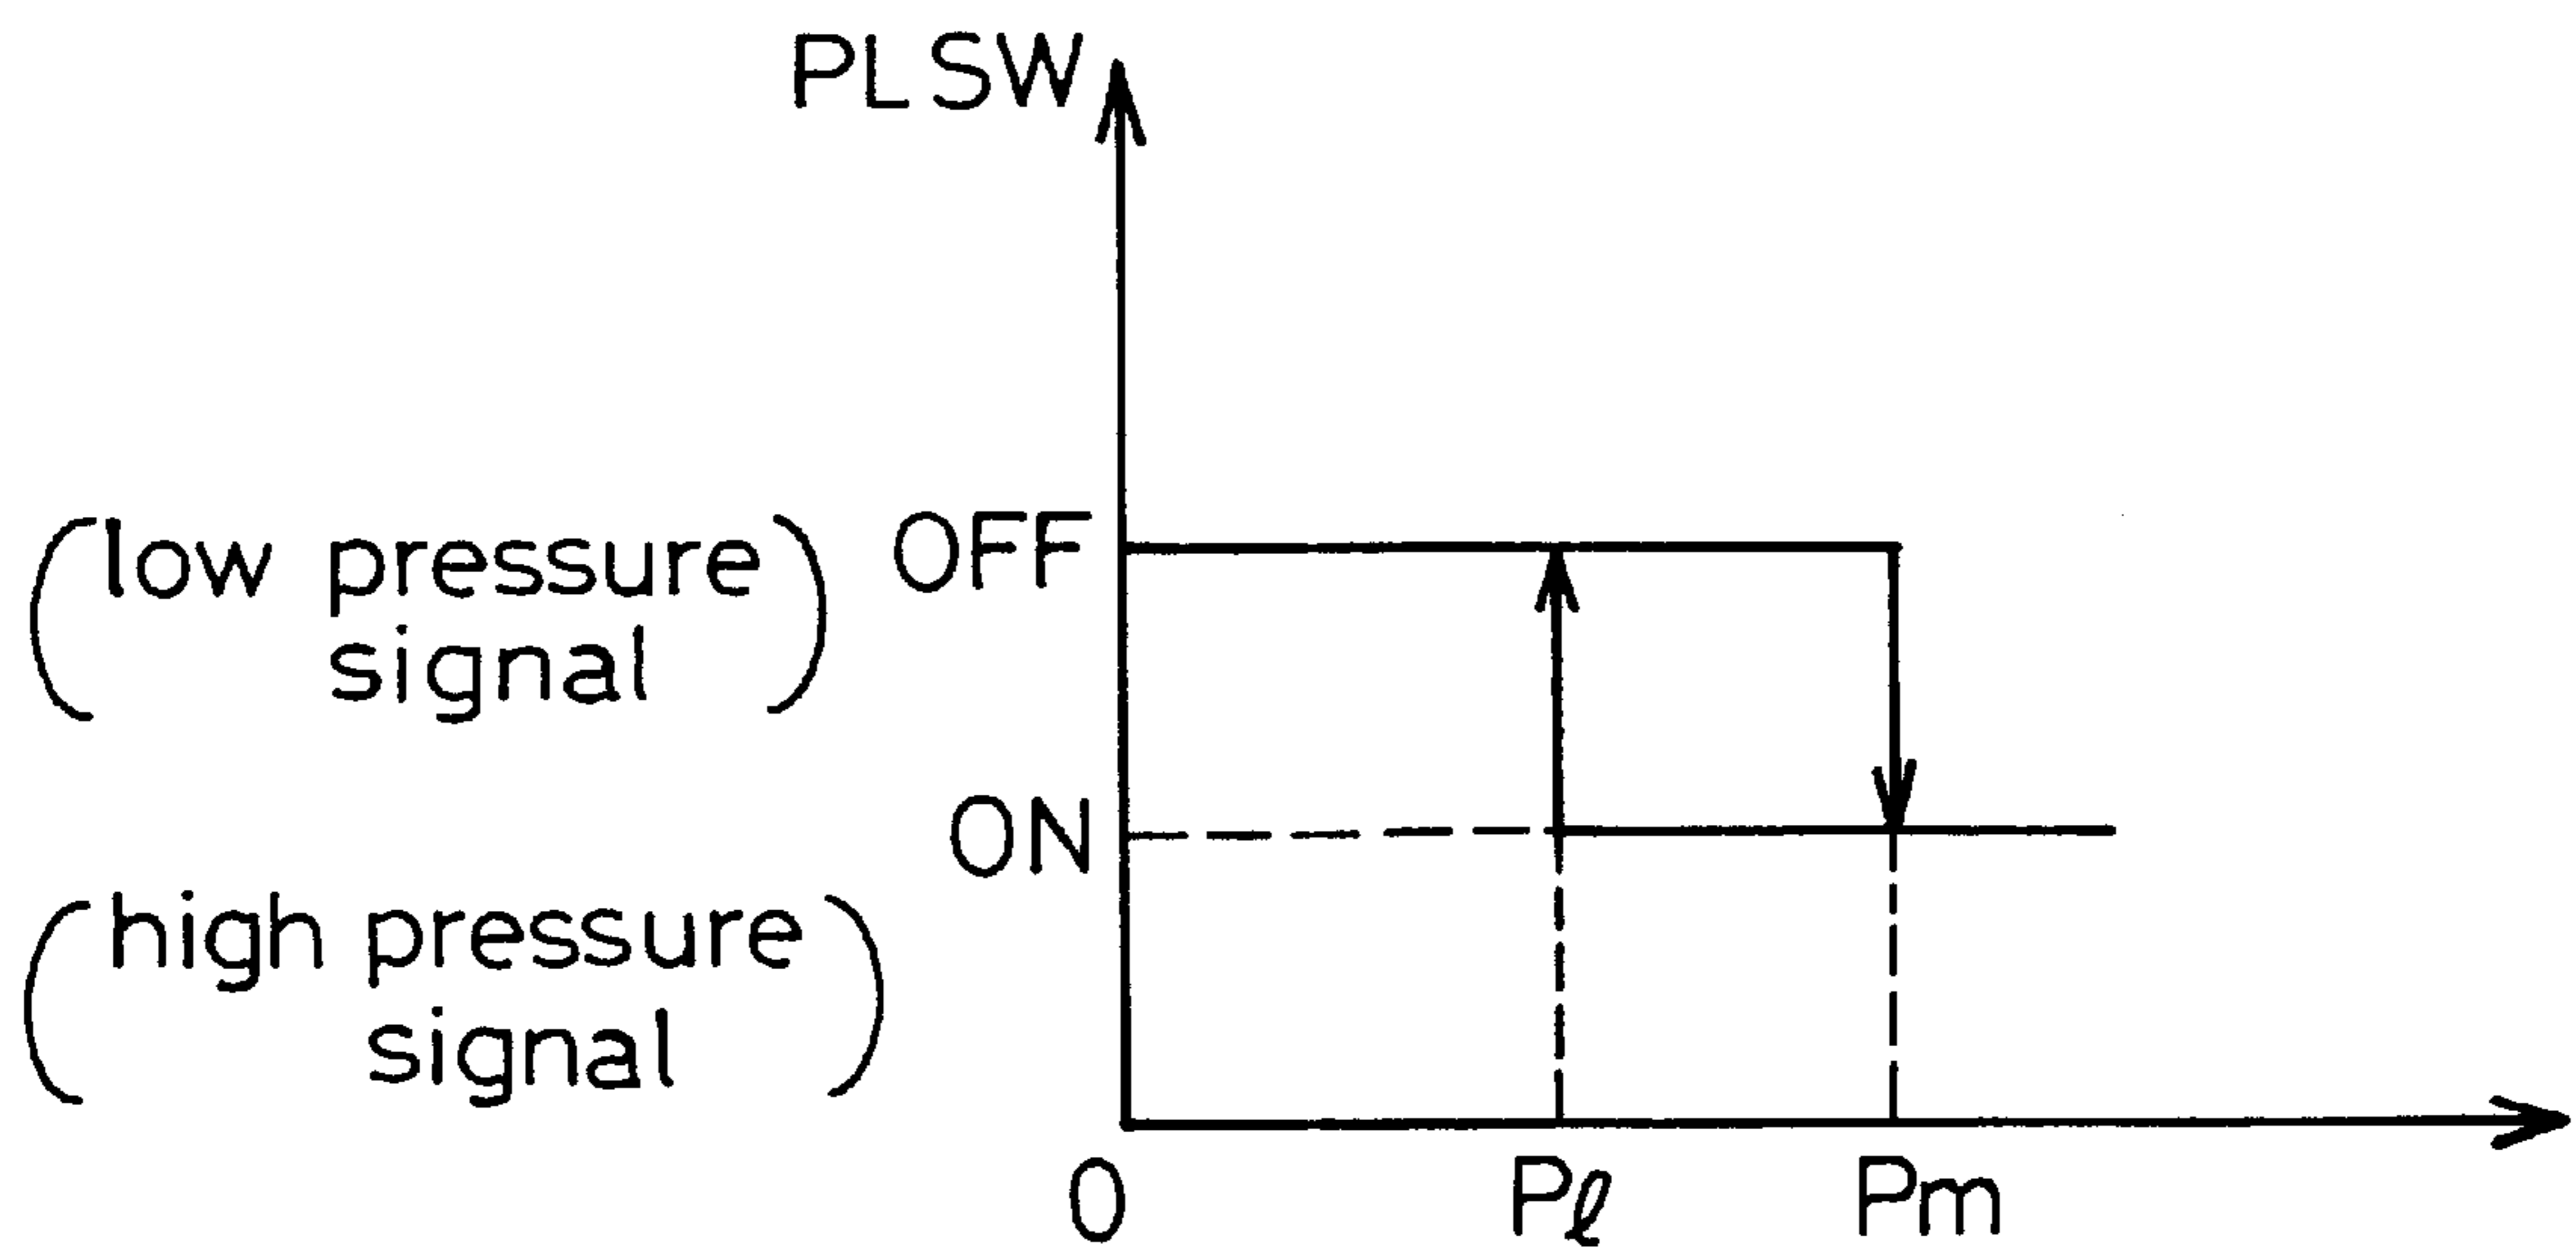 PLSW
(low pressure
signal)
OFF
ON
(high pressure
signal)
0
Pℓ
Pm